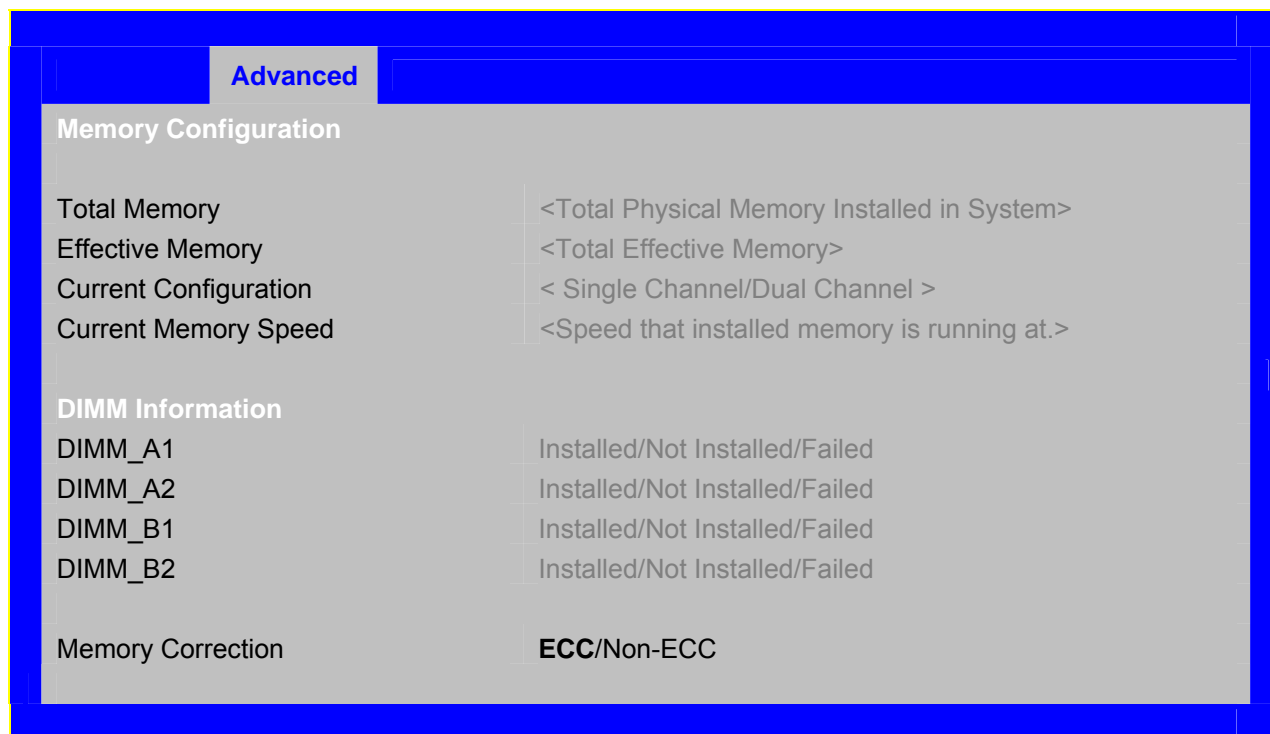 Advanced
Memory Configuration
Total Memory <Total Physical Memory Installed in System>
Effective Memory <Total Effective Memory>
Current Configuration < Single Channel/Dual Channel >
Current Memory Speed <Speed that installed memory is running at.>
DIMM Information
DIMM_A1 Installed/Not Installed/Failed
DIMM_A2 Installed/Not Installed/Failed
DIMM_B1 Installed/Not Installed/Failed
DIMM_B2 Installed/Not Installed/Failed
Memory Correction ECC/Non-ECC